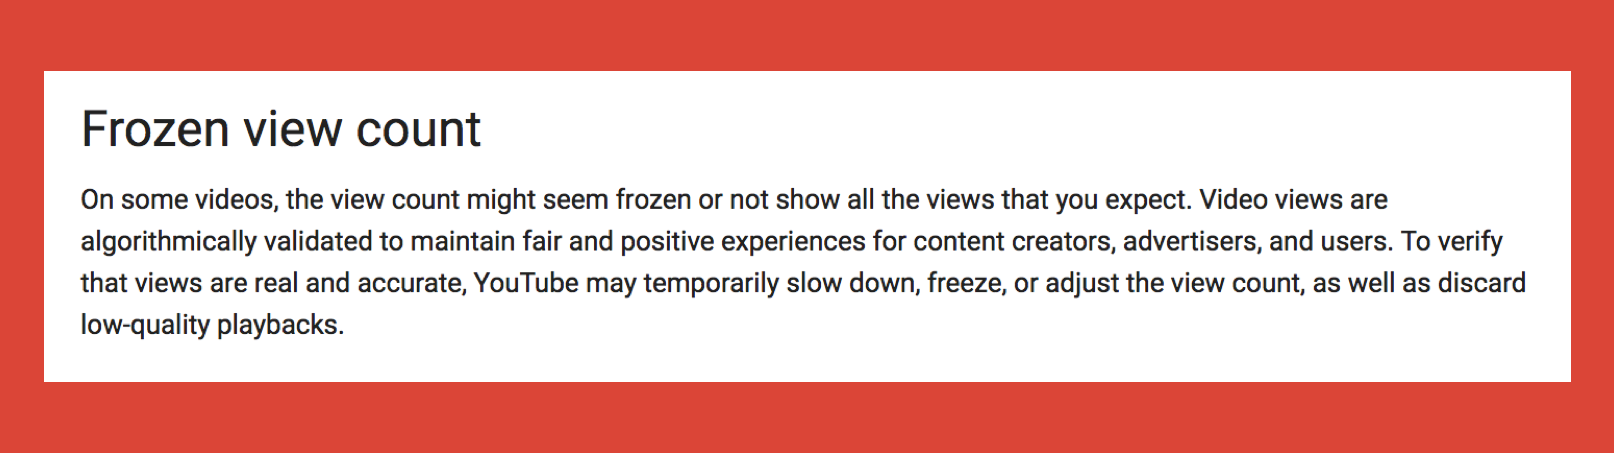 Frozen view count
On some videos, the view count might seem frozen or not show all the views that you expect. Video views are
algorithmically validated to maintain fair and positive experiences for content creators, advertisers, and users. To verify
that views are real and accurate, YouTube may temporarily slow down, freeze, or adjust the view count, as well as discard
low-quality playbacks.